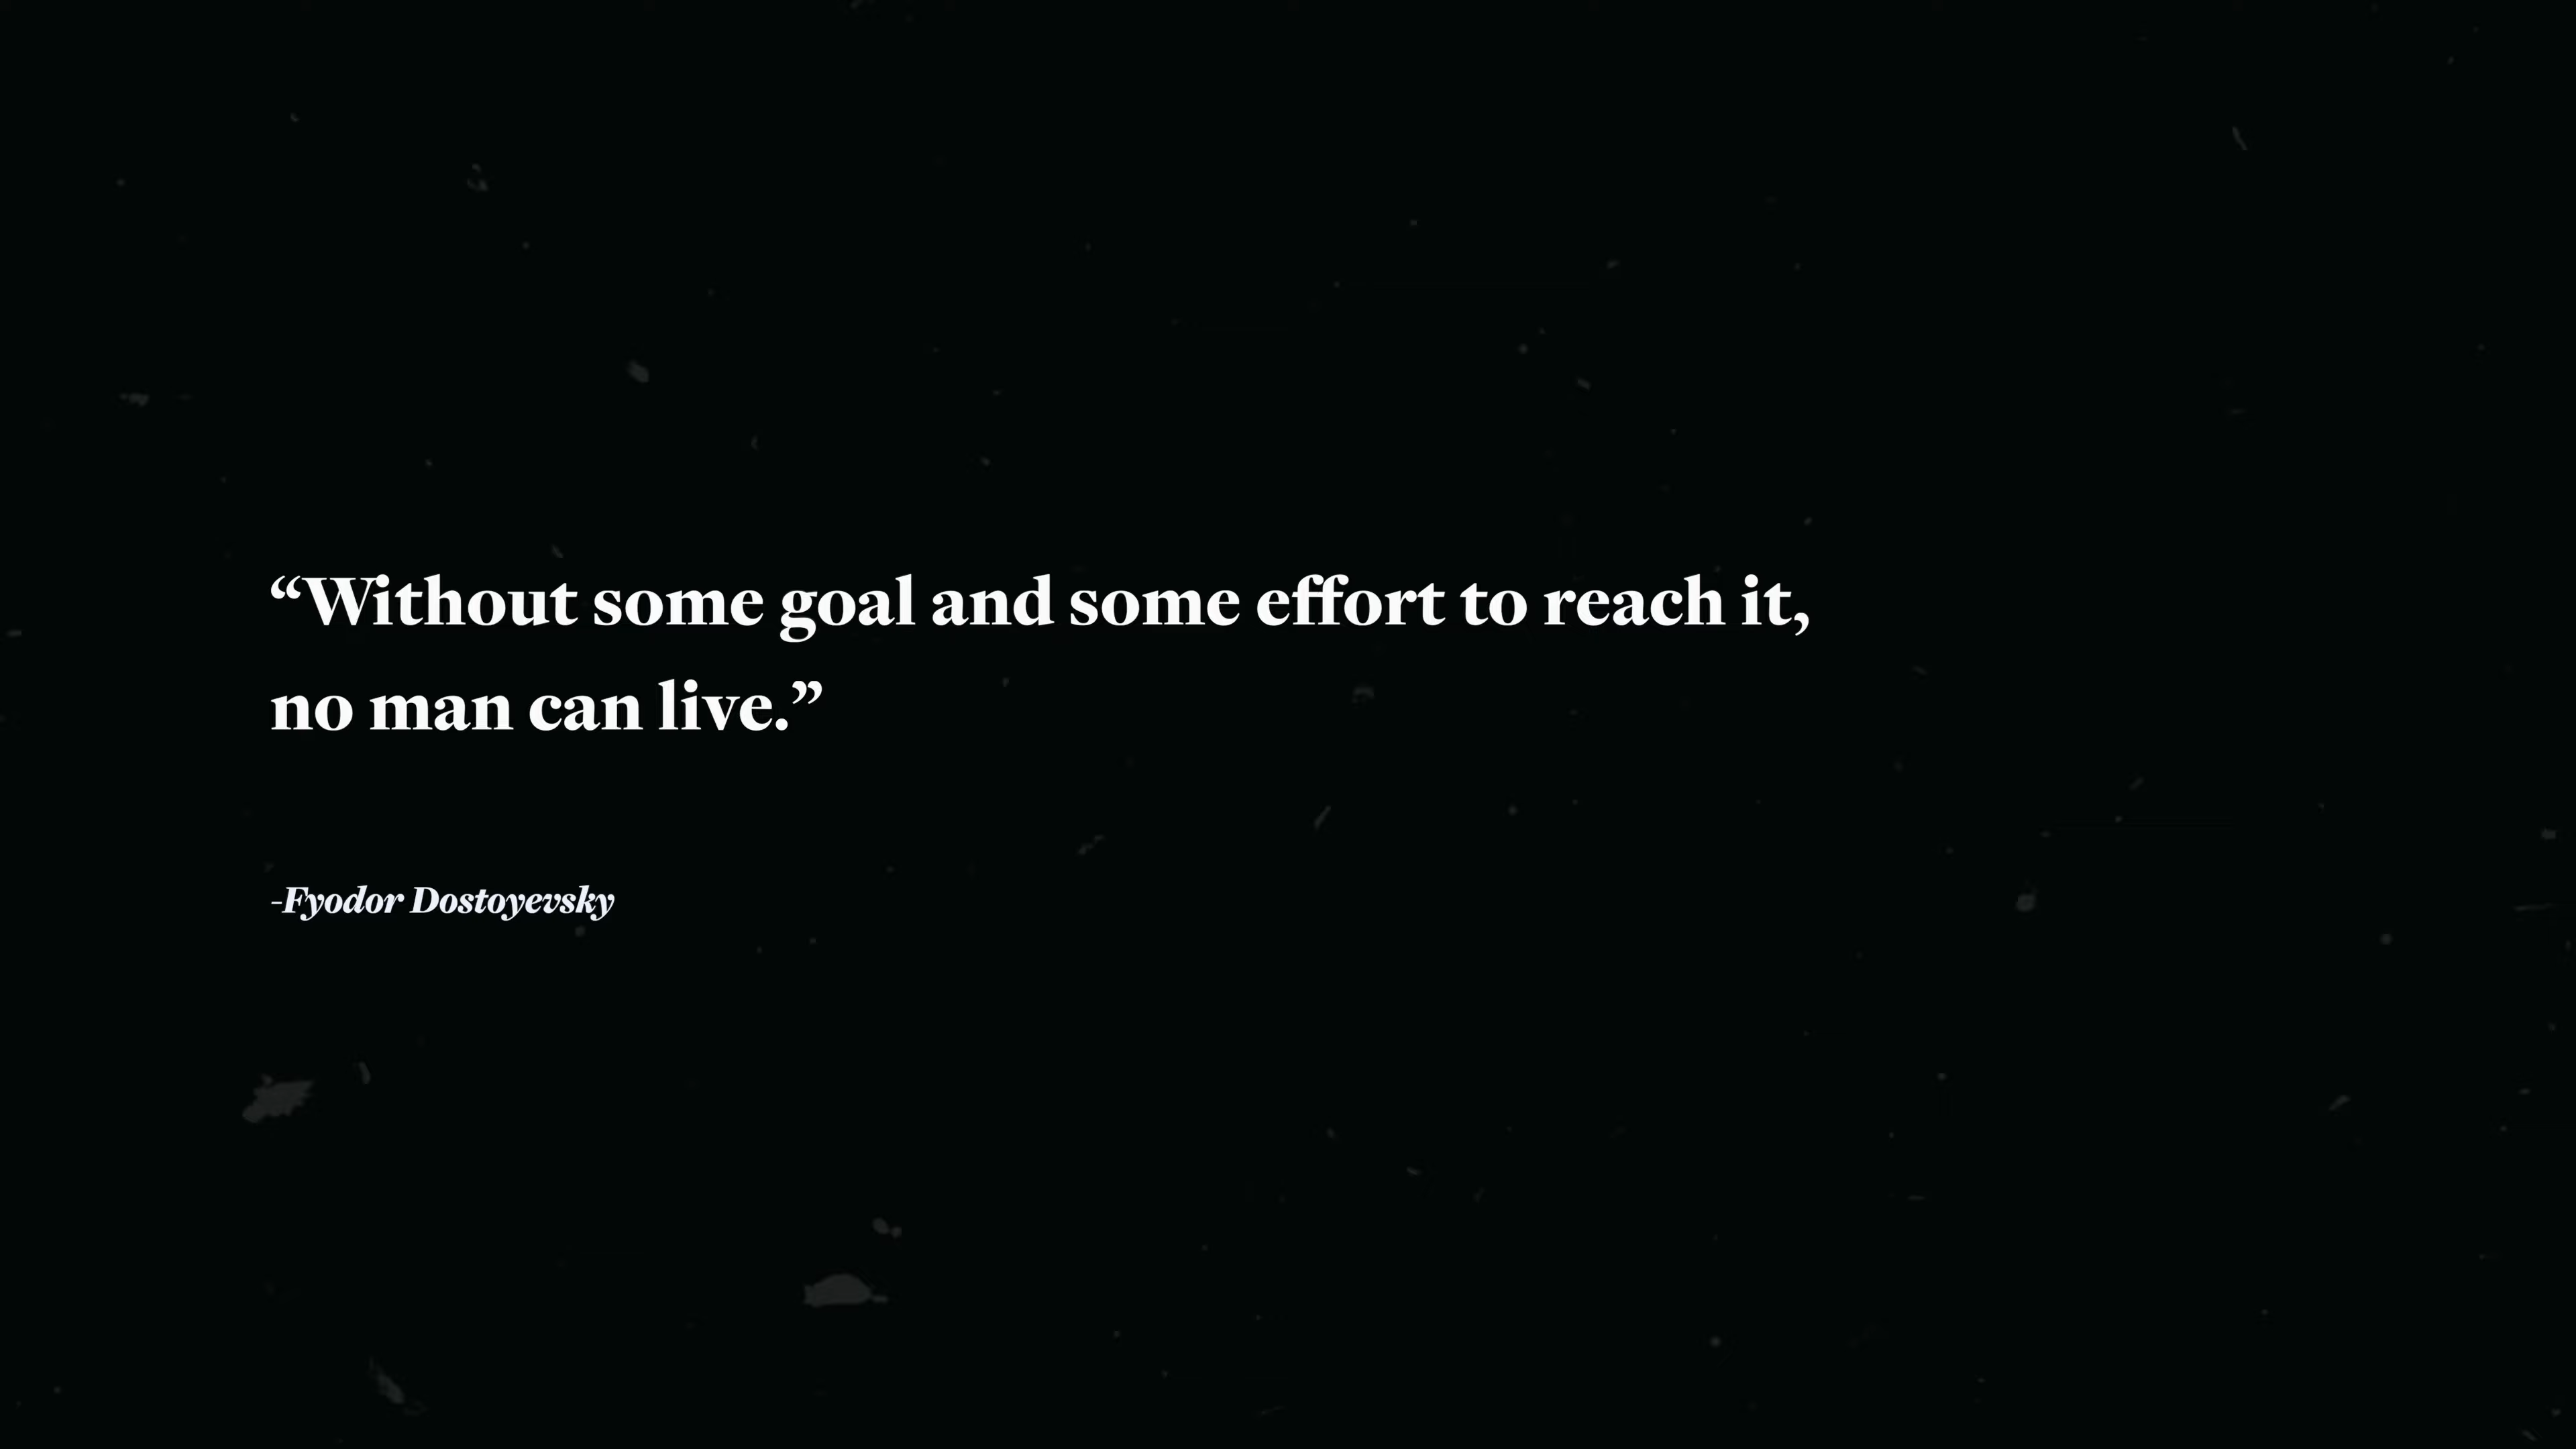 “Without some goal and some effort to reach it,
no man can live.”
-Fyodor Dostoyevsky